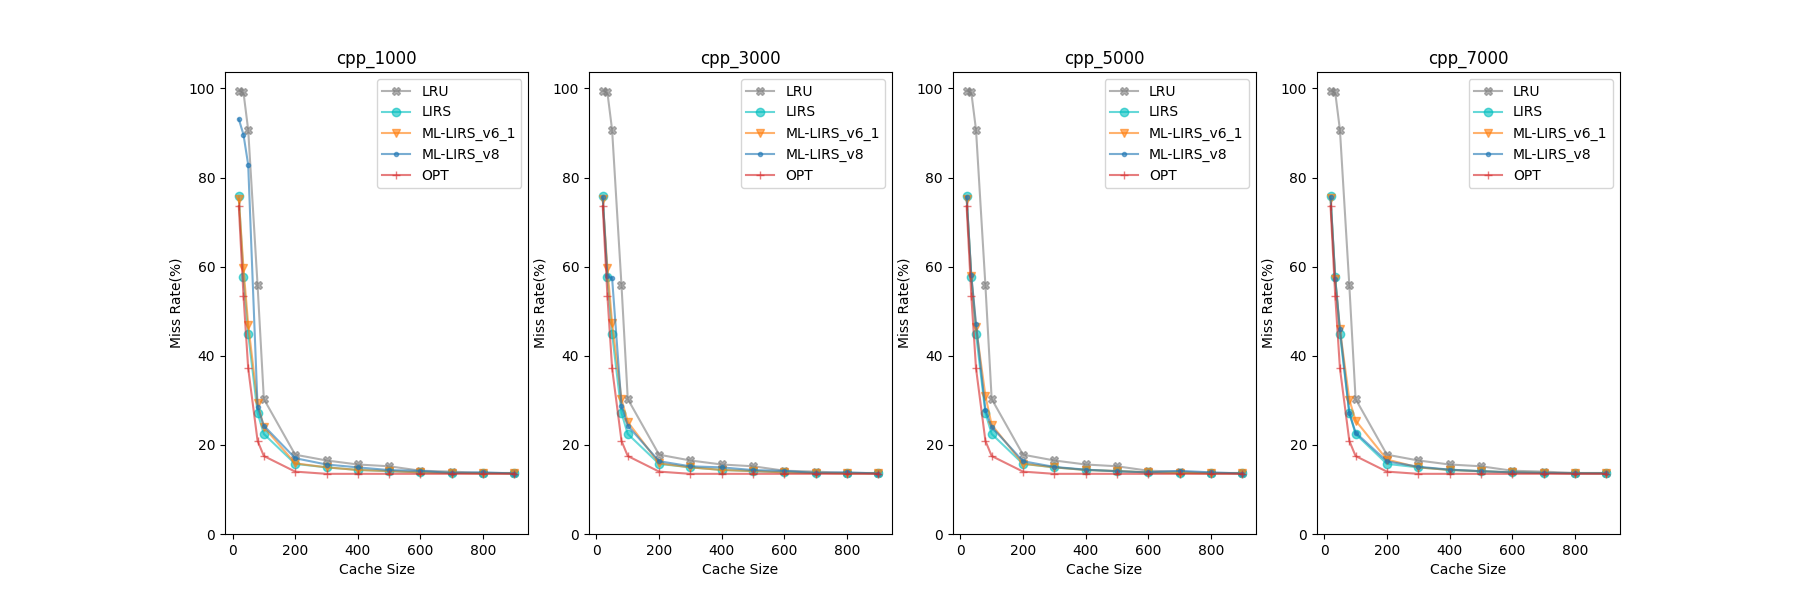 cpp_1000
100
80
60
40
20
0
Miss Rate(%)
LRU
LIRS
ML-LIRS_v6_1
ML-LIRS_v8
OPT
0 200 400 600 800
Cache Size
cpp_3000
100
80
60
40
20
0
Miss Rate(%)
LRU
LIRS
ML-LIRS_v6_1
ML-LIRS_v8
OPT
0 200 400 600 800
Cache Size
cpp_5000
100
80
60
40
20
0
Miss Rate(%)
LRU
LIRS
ML-LIRS_v6_1
ML-LIRS_v8
OPT
0 200 400 600 800
Cache Size
cpp_7000
100
80
60
40
20
0
Miss Rate(%)
LRU
LIRS
ML-LIRS_v6_1
ML-LIRS_v8
OPT
0 200 400 600 800
Cache Size